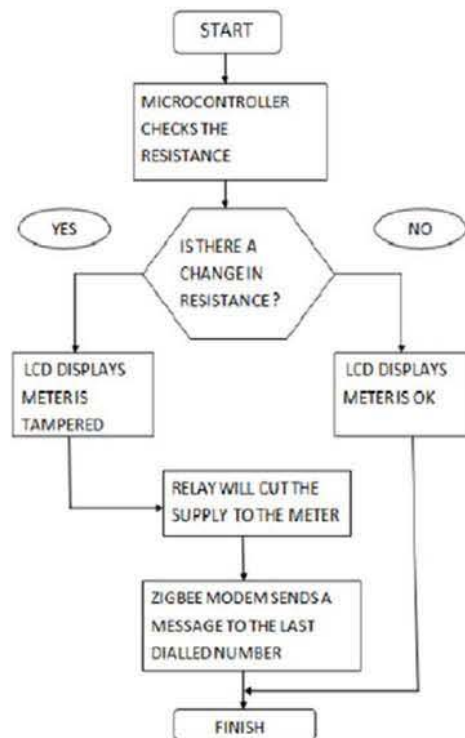 START
MICROCONTROLLER
CHECKS THE
RESISTANCE
YES
NO
IS THERE A
CHANGE IN
RESISTANCE?
LCD DISPLAYS
METER IS
TAMPERED
LCD DISPLAYS
METER IS OK
RELAY WILL CUT THE
SUPPLY TO THE METER
ZIGBEE MODEM SENDS A
MESSAGE TO THE LAST
DIALLED NUMBER
FINISH